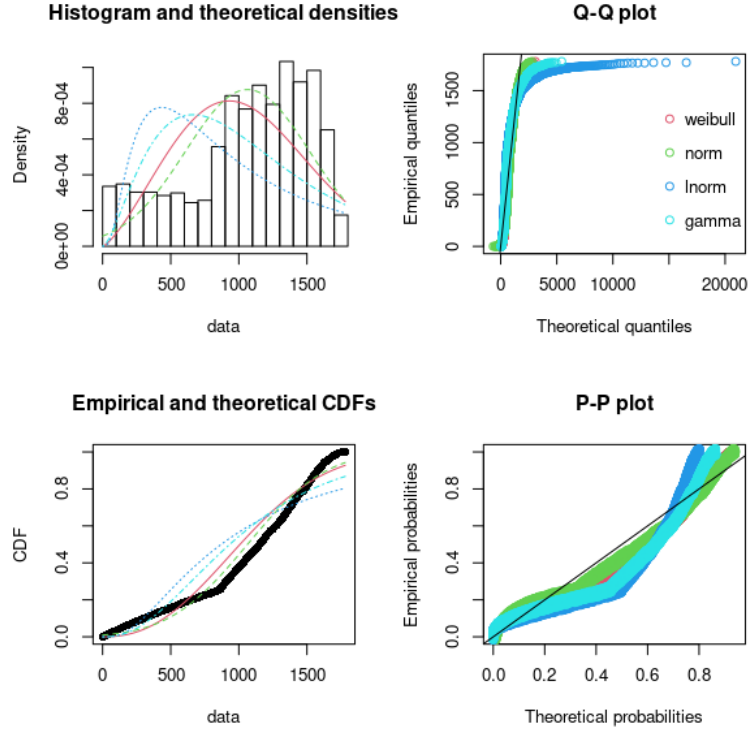 Histogram and theoretical densities
Density
0e+00 4e-04 8e-04
0 500 1000 1500
data
Q-Q plot
Empirical quantiles
0 500 1000 1500
weibull
norm
lnorm
gamma
0 5000 10000 20000
Theoretical quantiles
Empirical and theoretical CDFs
CDF
0.0 0.4 0.8
0 500 1000 1500
data
P-P plot
Empirical probabilities
0.0 0.4 0.8
0.0 0.2 0.4 0.6 0.8
Theoretical probabilities